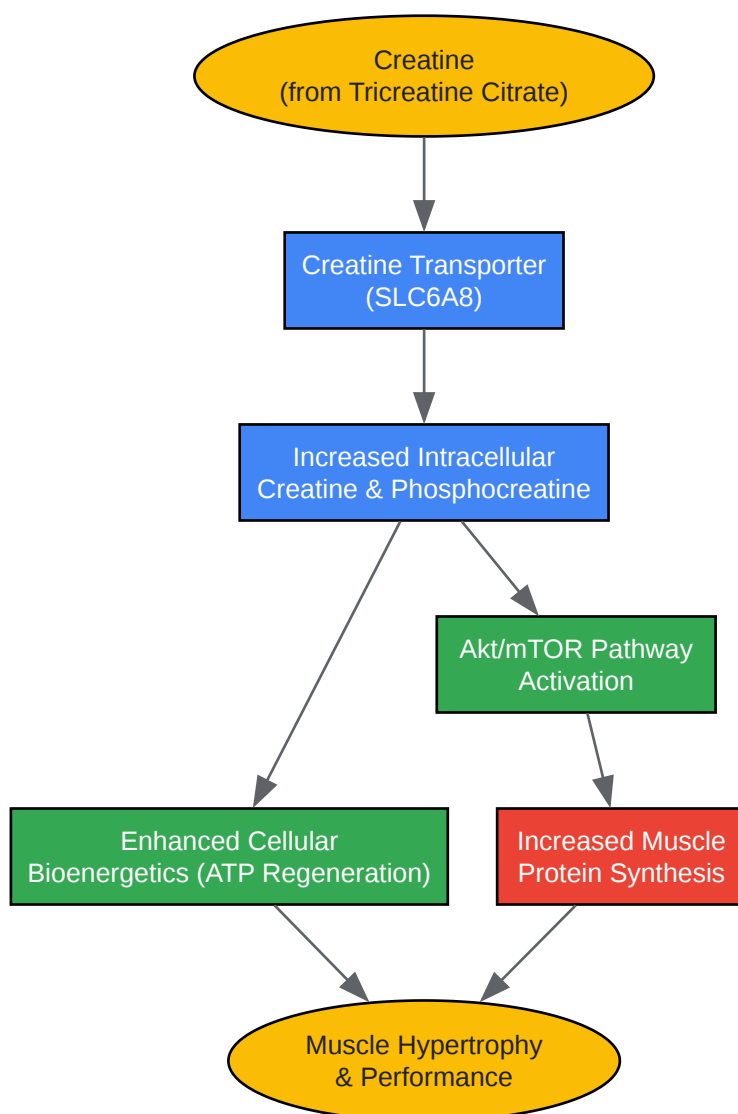 Creatine
(from Tricreatine Citrate)
Creatine Transporter
(SLC6A8)
Increased Intracellular
Creatine & Phosphocreatine
Akt/mTOR Pathway
Activation
Enhanced Cellular
Bioenergetics (ATP Regeneration)
Increased Muscle
Protein Synthesis
Muscle Hypertrophy
& Performance